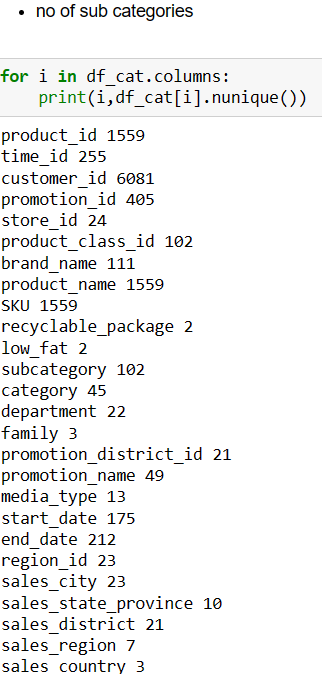 • no of sub categories
for i in df_cat.columns:
    print(i,df_cat[i].nunique())
product_id 1559
time_id 255
customer_id 6081
promotion_id 405
store_id 24
product_class_id 102
brand_name 111
product_name 1559
SKU 1559
recyclable_package 2
low_fat 2
subcategory 102
category 45
department 22
family 3
promotion_district_id 21
promotion_name 49
media_type 13
start_date 175
end_date 212
region_id 23
sales_city 23
sales_state_province 10
sales_district 21
sales_region 7
sales_country 3